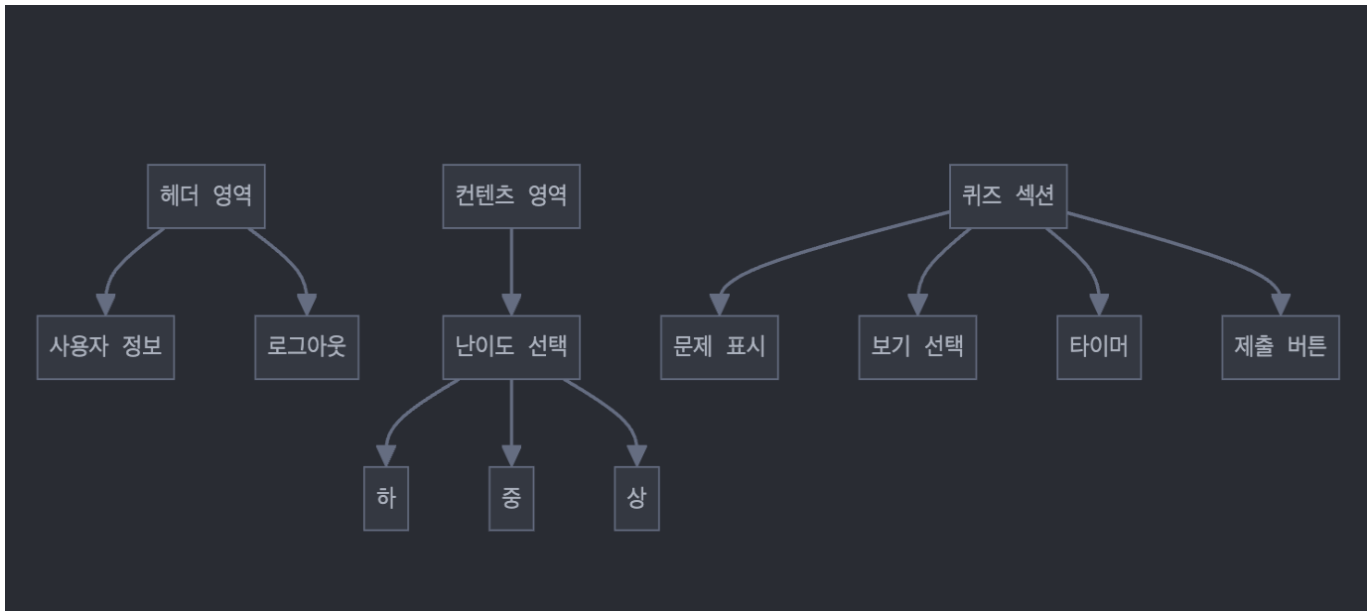 헤더 영역
컨텐츠 영역
퀴즈 섹션
사용자 정보
로그아웃
난이도 선택
문제 표시
보기 선택
타이머
제출 버튼
하
중
상